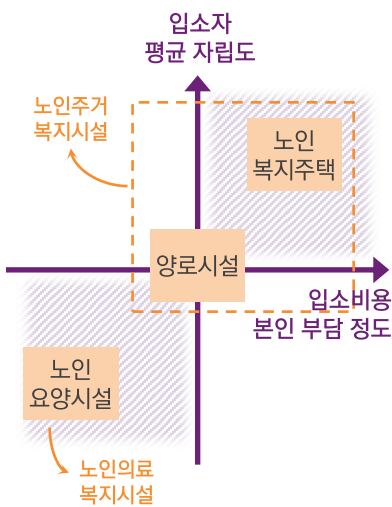 입소자
평균 자립도
노인주거
복지시설
노인
복지주택
양로시설
입소비용
본인 부담 정도
노인
요양시설
노인의료
복지시설